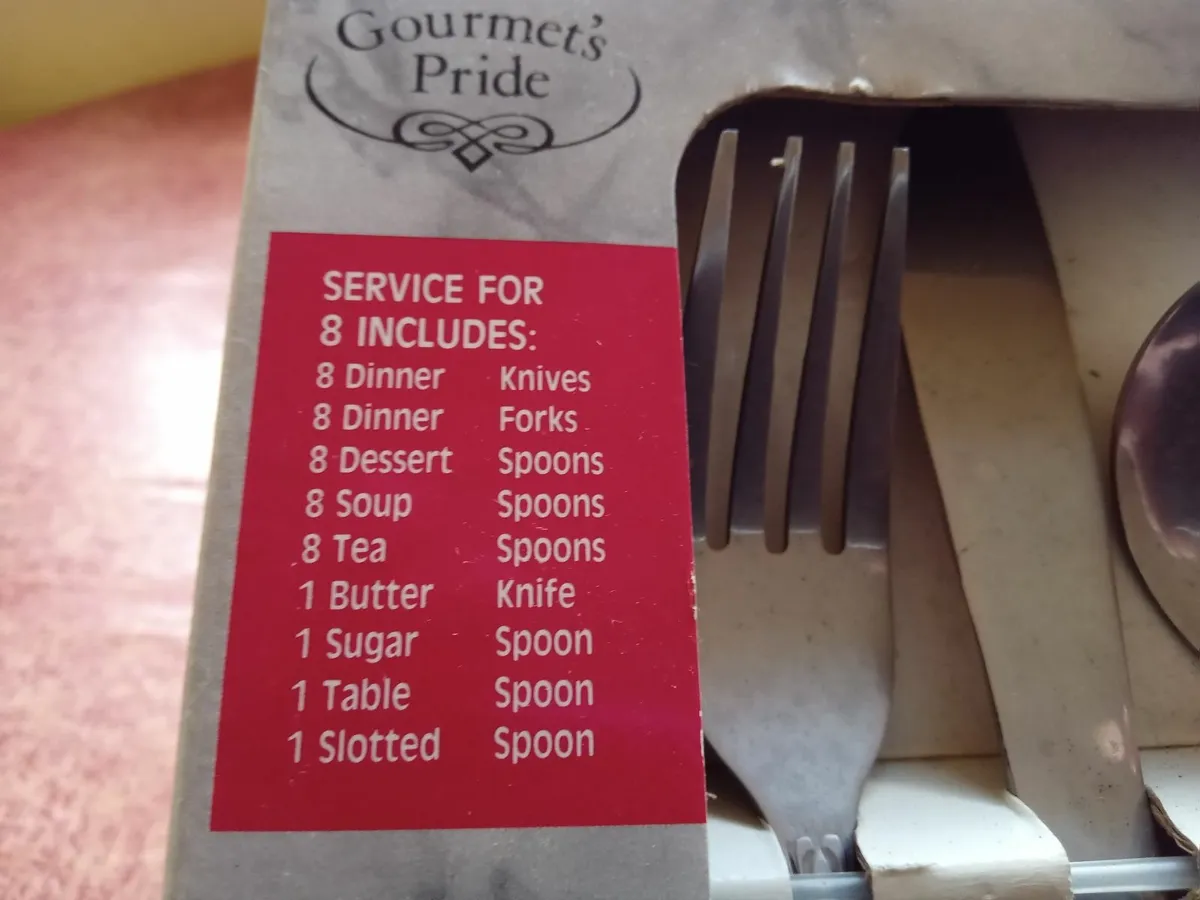 Gourmet's
Pride
SERVICE FOR
8 INCLUDES:
8 Dinner Knives
8 Dinner Forks
8 Dessert Spoons
8 Soup Spoons
8 Tea Spoons
1 Butter Knife
1 Sugar Spoon
1 Table Spoon
1 Slotted Spoon